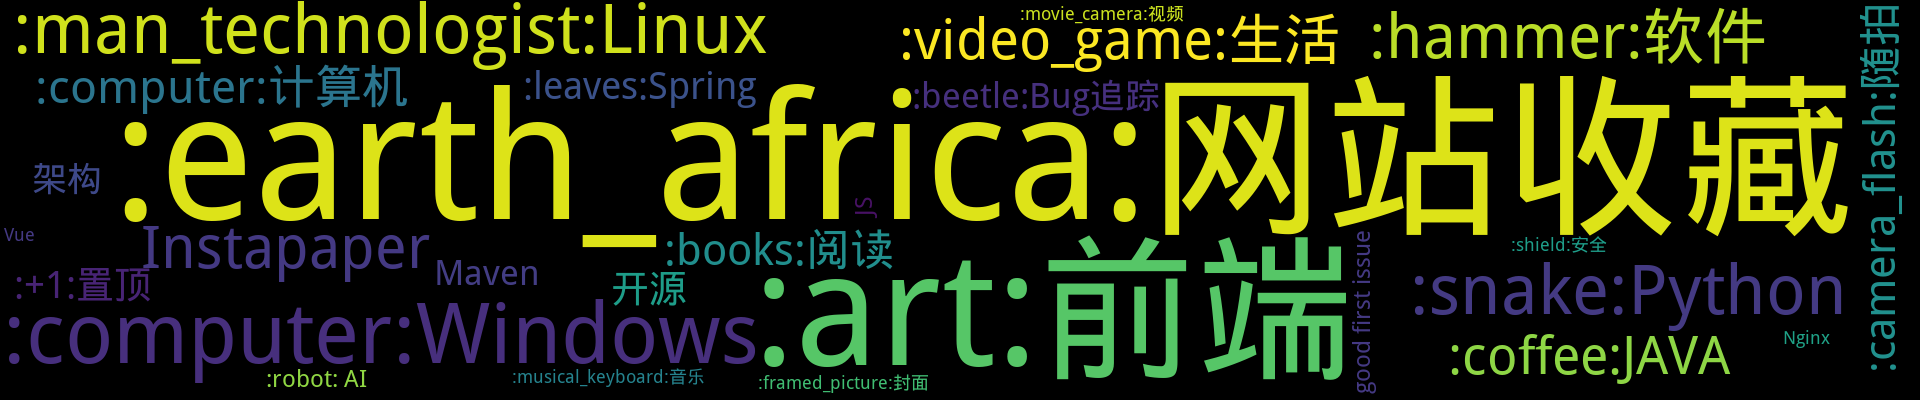 :man_technologist:Linux
:movie_camera:视频
:video_game:生活
:hammer:软件
:camera_flash:随拍
:computer:计算机
:leaves:Spring
:beetle:Bug追踪
:earth_africa:网站收藏
架构
JS
Vue
Instapaper
:books:阅读
good first issue
:shield:安全
:+1:置顶
Maven
开源
:art:前端
:snake:Python
:computer:Windows
:coffee:JAVA
Nginx
:robot: AI
:musical_keyboard:音乐
:framed_picture:封面